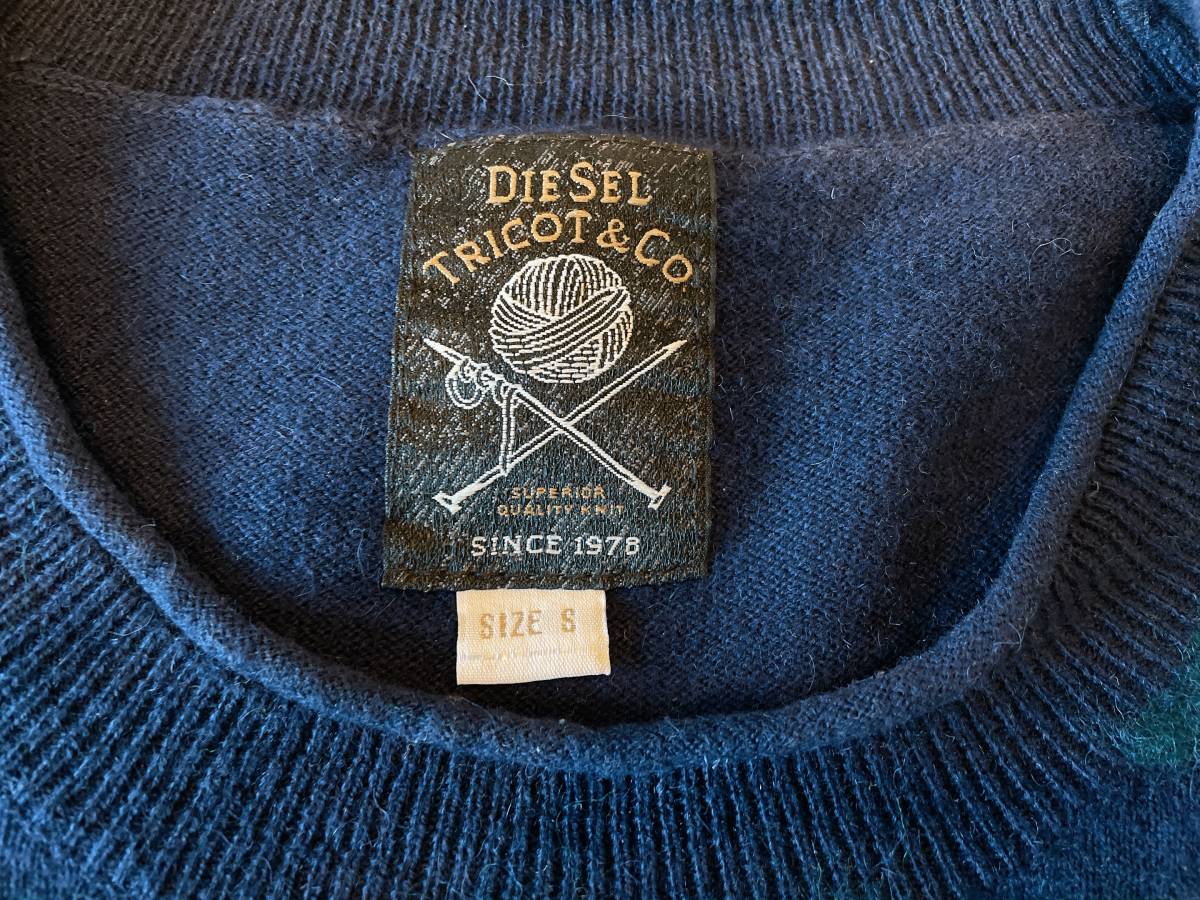 DIESEL
TRICOT & CO
SUPERIOR
QUALITY KNIT
SINCE 1978
SIZE S